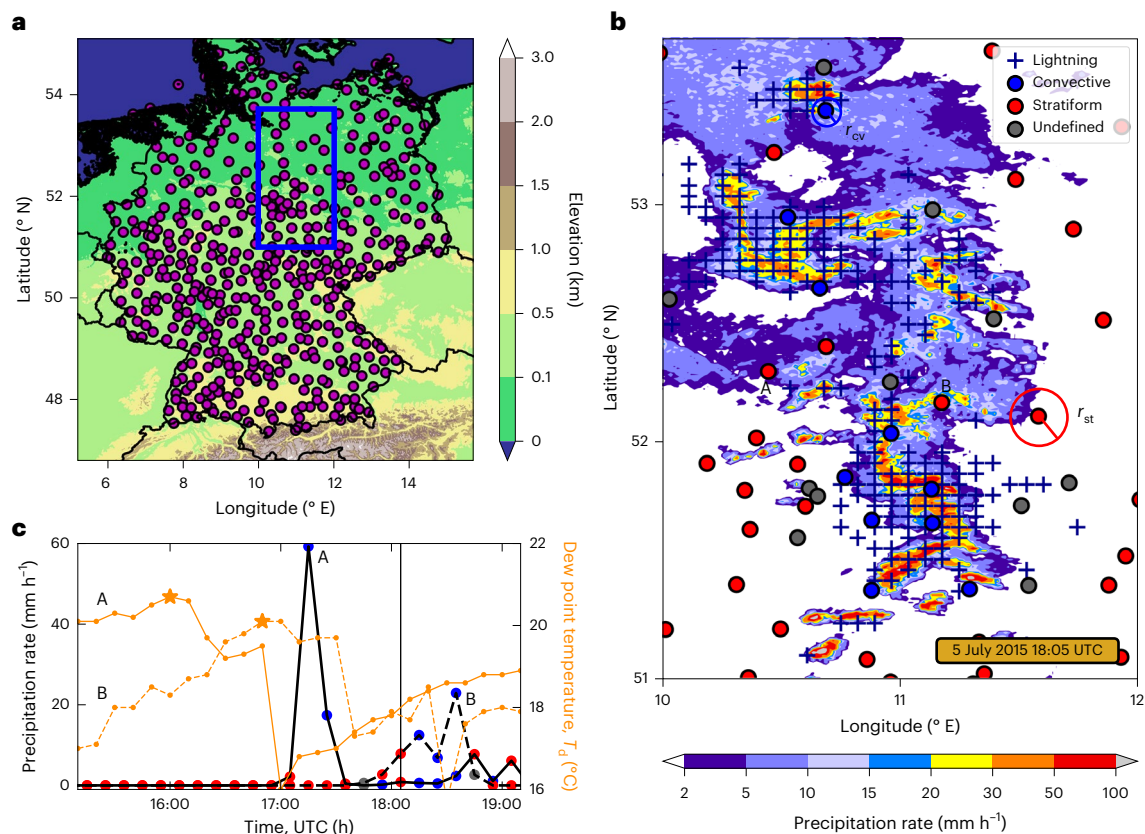 a
54
52
50
48
6
8
10
12
14
Latitude (° N)
Longitude (° E)
3.0
2.0
1.5
1.0
0.5
0.1
0
Elevation (km)
b
Lightning
Convective
Stratiform
Undefined
r_cv
r_st
A
B
53
52
51
10
11
12
Latitude (° N)
5 July 2015 18:05 UTC
Longitude (° E)
2
5
10
15
20
30
50
100
Precipitation rate (mm h⁻¹)
c
60
40
20
0
Precipitation rate (mm h⁻¹)
A
B
A
B
22
20
18
16
Dew point temperature, T_d (°C)
16:00
17:00
18:00
19:00
Time, UTC (h)